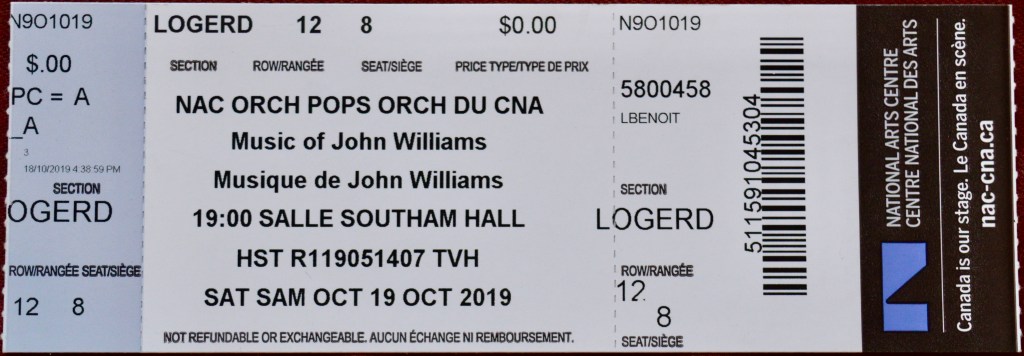 N9O1019
$.00
PC = A
_A
3
18/10/2019 4:38:59 PM
SECTION
OGERD
ROW/RANGÉE SEAT/SIÈGE
12 8
LOGERD 12 8 $0.00
SECTION ROW/RANGÉE SEAT/SIÈGE PRICE TYPE/TYPE DE PRIX
NAC ORCH POPS ORCH DU CNA
Music of John Williams
Musique de John Williams
19:00 SALLE SOUTHAM HALL
HST R119051407 TVH
SAT SAM OCT 19 OCT 2019
NOT REFUNDABLE OR EXCHANGEABLE. AUCUN ÉCHANGE NI REMBOURSEMENT.
N9O1019
5800458
LBENOIT
SECTION
LOGERD
ROW/RANGÉE
12
8
SEAT/SIÈGE
511591045304
NATIONAL ARTS CENTRE
CENTRE NATIONAL DES ARTS
Canada is our stage. Le Canada en scène.
nac-cna.ca